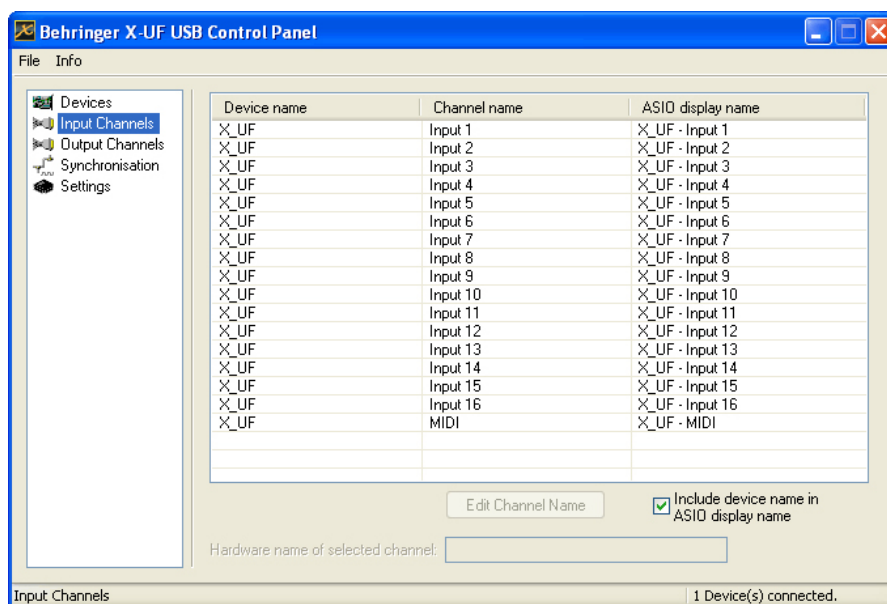 Behringer X-UF USB Control Panel
File Info
Devices
Input Channels
Output Channels
Synchronisation
Settings
Device name Channel name ASIO display name
X_UF Input 1 X_UF - Input 1
X_UF Input 2 X_UF - Input 2
X_UF Input 3 X_UF - Input 3
X_UF Input 4 X_UF - Input 4
X_UF Input 5 X_UF - Input 5
X_UF Input 6 X_UF - Input 6
X_UF Input 7 X_UF - Input 7
X_UF Input 8 X_UF - Input 8
X_UF Input 9 X_UF - Input 9
X_UF Input 10 X_UF - Input 10
X_UF Input 11 X_UF - Input 11
X_UF Input 12 X_UF - Input 12
X_UF Input 13 X_UF - Input 13
X_UF Input 14 X_UF - Input 14
X_UF Input 15 X_UF - Input 15
X_UF Input 16 X_UF - Input 16
X_UF MIDI X_UF - MIDI
Edit Channel Name
Include device name in
ASIO display name
Hardware name of selected channel:
Input Channels
1 Device(s) connected.